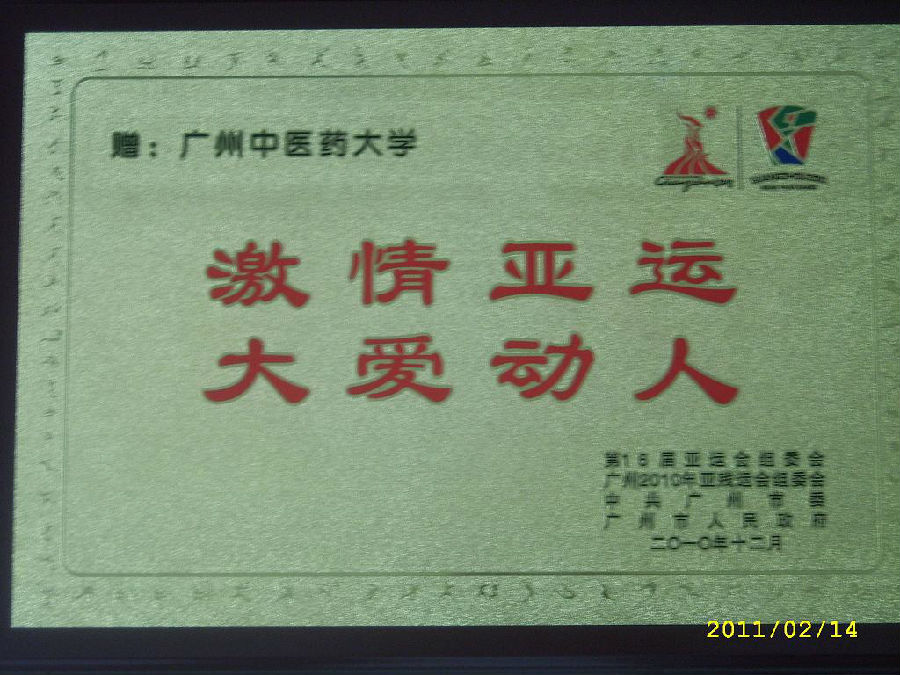 赠：广州中医药大学
激情亚运
大爱动人
第16届亚运会组委会
广州2010年亚残运会组委会
中共广州市委
广州市人民政府
二〇一〇年十二月
2011/02/14